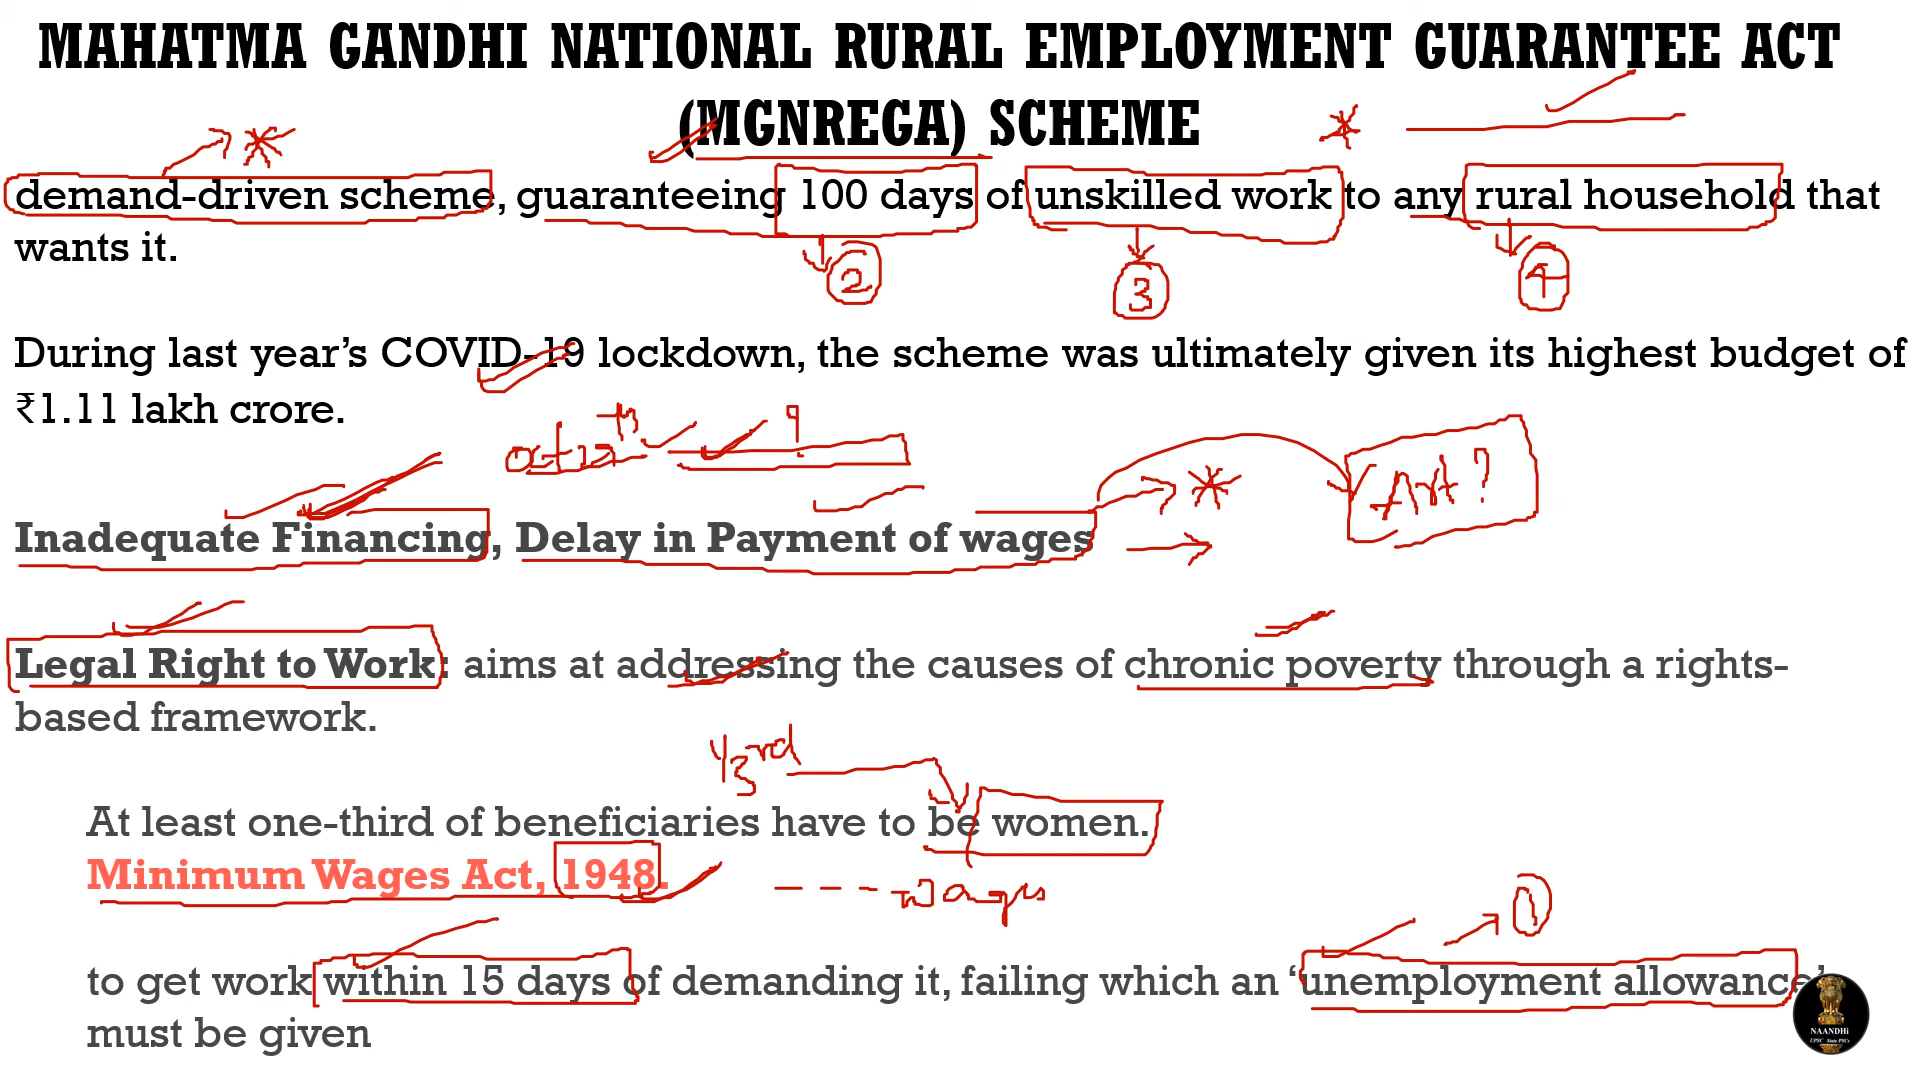 MAHATMA GANDHI NATIONAL RURAL EMPLOYMENT GUARANTEE ACT
(MGNREGA) SCHEME
demand-driven scheme, guaranteeing 100 days of unskilled work to any rural household that
wants it.
2 3 4
During last year’s COVID-19 lockdown, the scheme was ultimately given its highest budget of
₹1.11 lakh crore.
Art?
Inadequate Financing, Delay in Payment of wages
Legal Right to Work: aims at addressing the causes of chronic poverty through a rights-
based framework.
1/3rd
At least one-third of beneficiaries have to be women.
Minimum Wages Act, 1948.
wages
1
to get work within 15 days of demanding it, failing which an ‘unemployment allowance’
must be given
NAANDHi
UPSC State PSCs